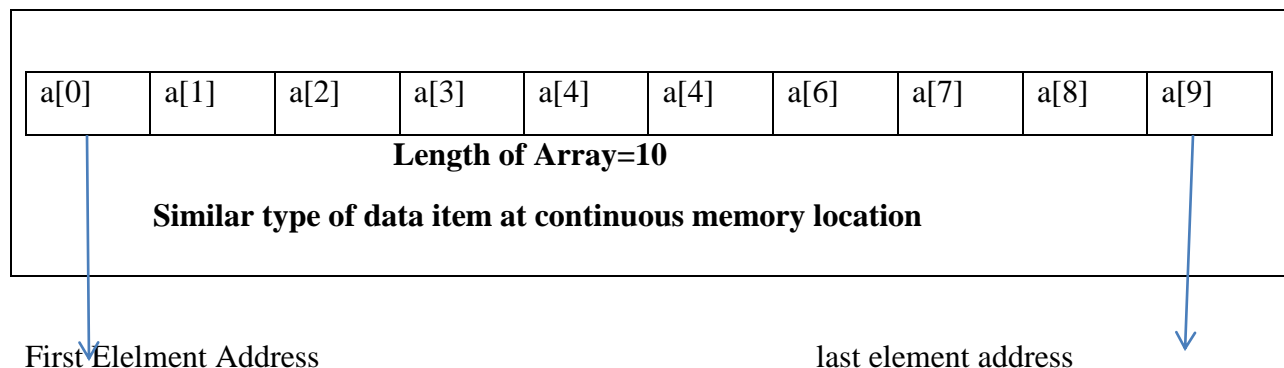 a[0] a[1] a[2] a[3] a[4] a[4] a[6] a[7] a[8] a[9]
Length of Array=10
Similar type of data item at continuous memory location
First Elelment Address last element address